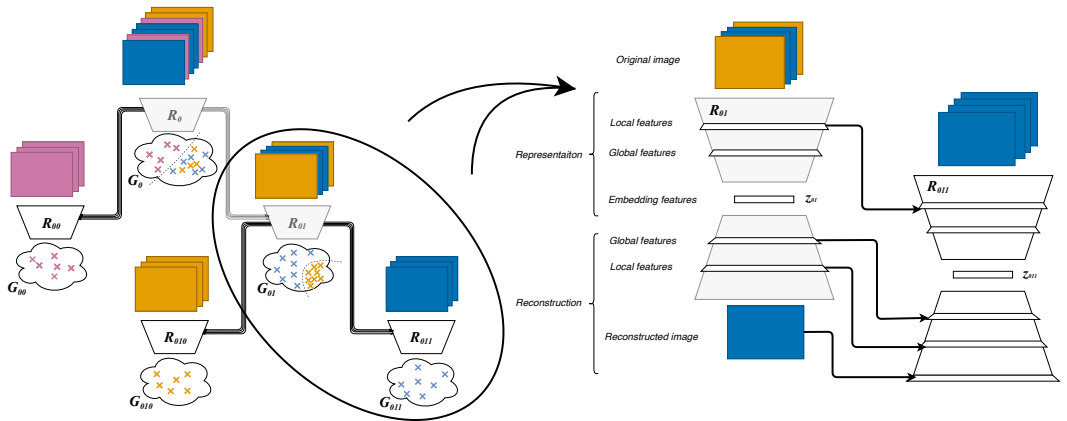 R0
G0
R00
G00
R01
G01
R010
G010
R011
G011
Original image
Representaiton
Local features
Global features
Embedding features
Reconstruction
Global features
Local features
Reconstructed image
R01
z01
R011
z011